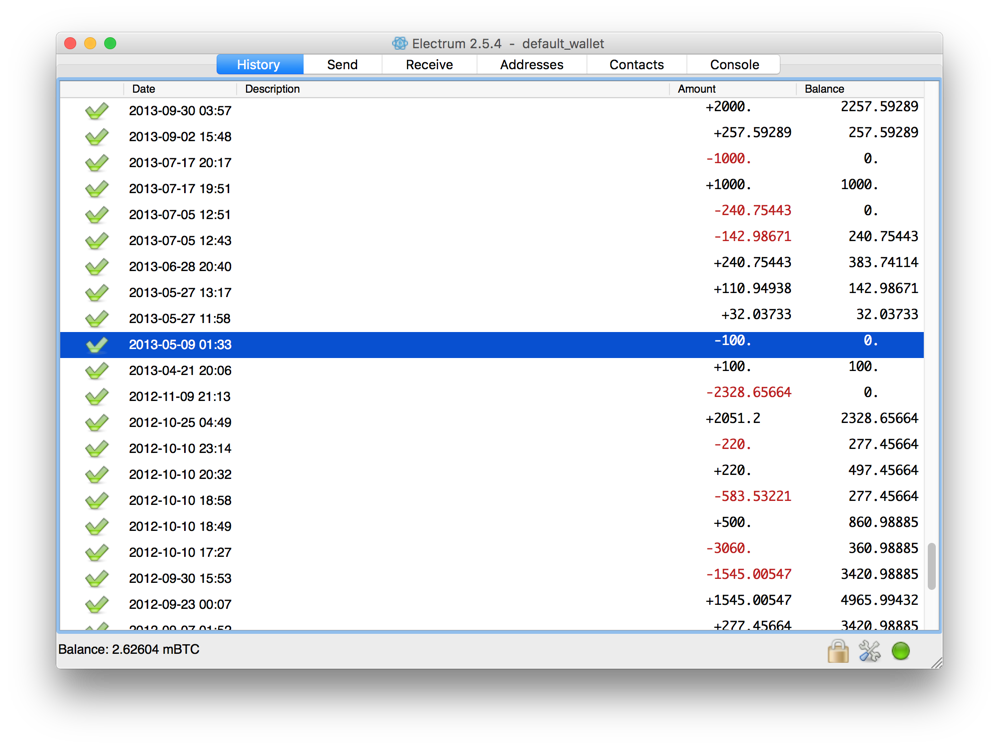 Electrum 2.5.4 - default_wallet
History Send Receive Addresses Contacts Console
Date Description Amount Balance
2013-09-30 03:57 +2000. 2257.59289
2013-09-02 15:48 +257.59289 257.59289
2013-07-17 20:17 -1000. 0.
2013-07-17 19:51 +1000. 1000.
2013-07-05 12:51 -240.75443 0.
2013-07-05 12:43 -142.98671 240.75443
2013-06-28 20:40 +240.75443 383.74114
2013-05-27 13:17 +110.94938 142.98671
2013-05-27 11:58 +32.03733 32.03733
2013-05-09 01:33 -100. 0.
2013-04-21 20:06 +100. 100.
2012-11-09 21:13 -2328.65664 0.
2012-10-25 04:49 +2051.2 2328.65664
2012-10-10 23:14 -220. 277.45664
2012-10-10 20:32 +220. 497.45664
2012-10-10 18:58 -583.53221 277.45664
2012-10-10 18:49 +500. 860.98885
2012-10-10 17:27 -3060. 360.98885
2012-09-30 15:53 -1545.00547 3420.98885
2012-09-23 00:07 +1545.00547 4965.99432
+277.45664 3420.98885
Balance: 2.62604 mBTC